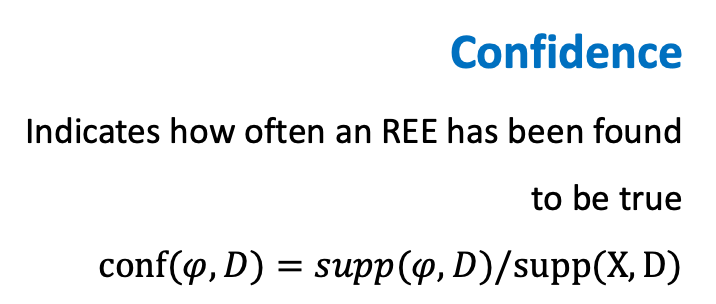 Confidence
Indicates how often an REE has been found
to be true
conf(φ, D) = supp(φ, D)/supp(X, D)